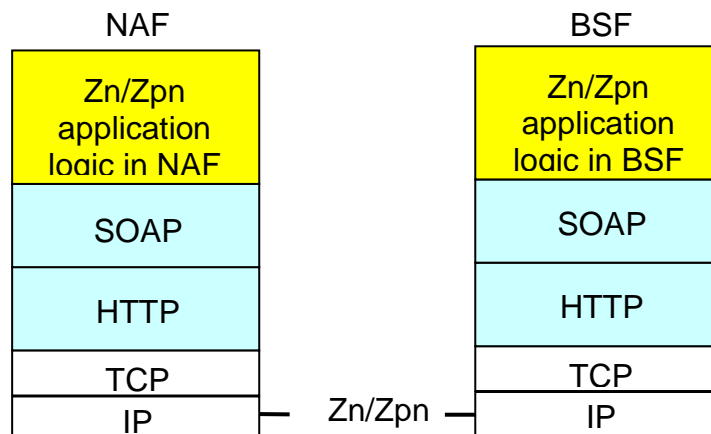 NAF
BSF
Zn/Zpn
application
logic in NAF
SOAP
HTTP
TCP
IP
Zn/Zpn
Zn/Zpn
application
logic in BSF
SOAP
HTTP
TCP
IP